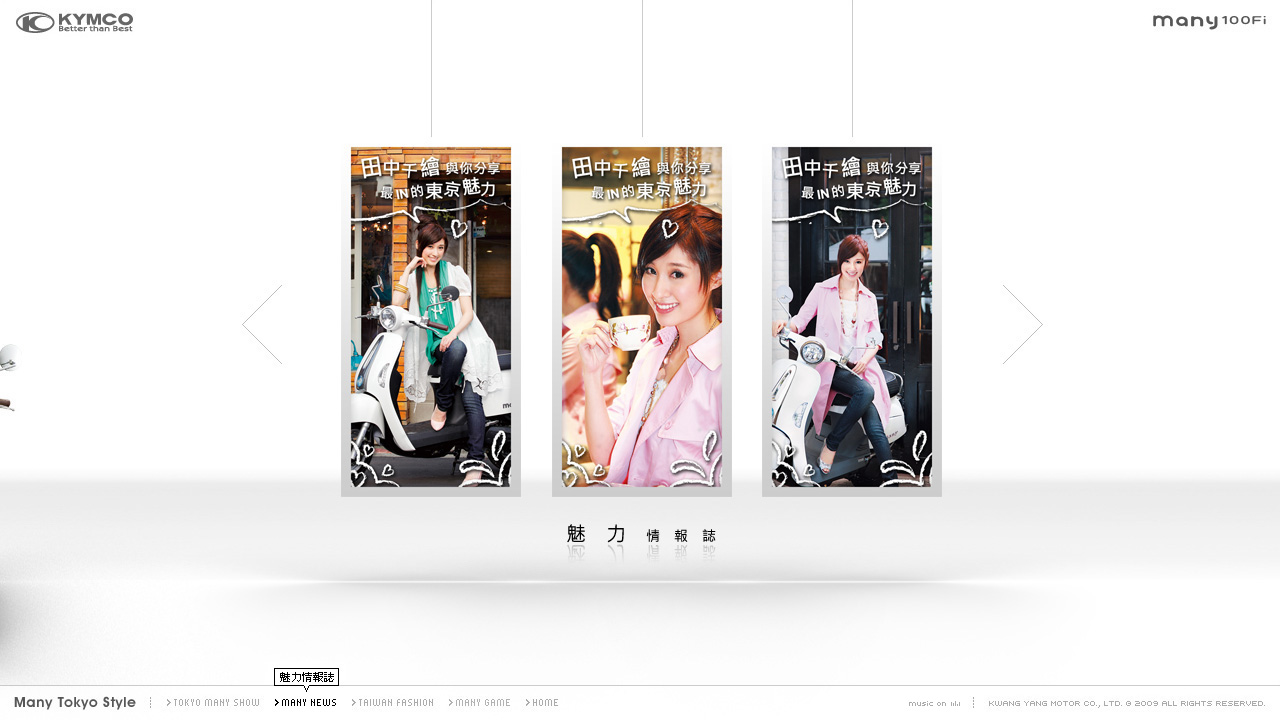 KYMCO
Better than Best
many 100Fi
田中千繪 與你分享
最IN的東京魅力
田中千繪 與你分享
最IN的東京魅力
田中千繪 與你分享
最IN的東京魅力
魅力 情報誌
魅力情報誌
Many Tokyo Style
TOKYO MANY SHOW
MANY NEWS
TAIWAN FASHION
MANY GAME
HOME
music on
KWANG YANG MOTOR CO., LTD. © 2009 ALL RIGHTS RESERVED.